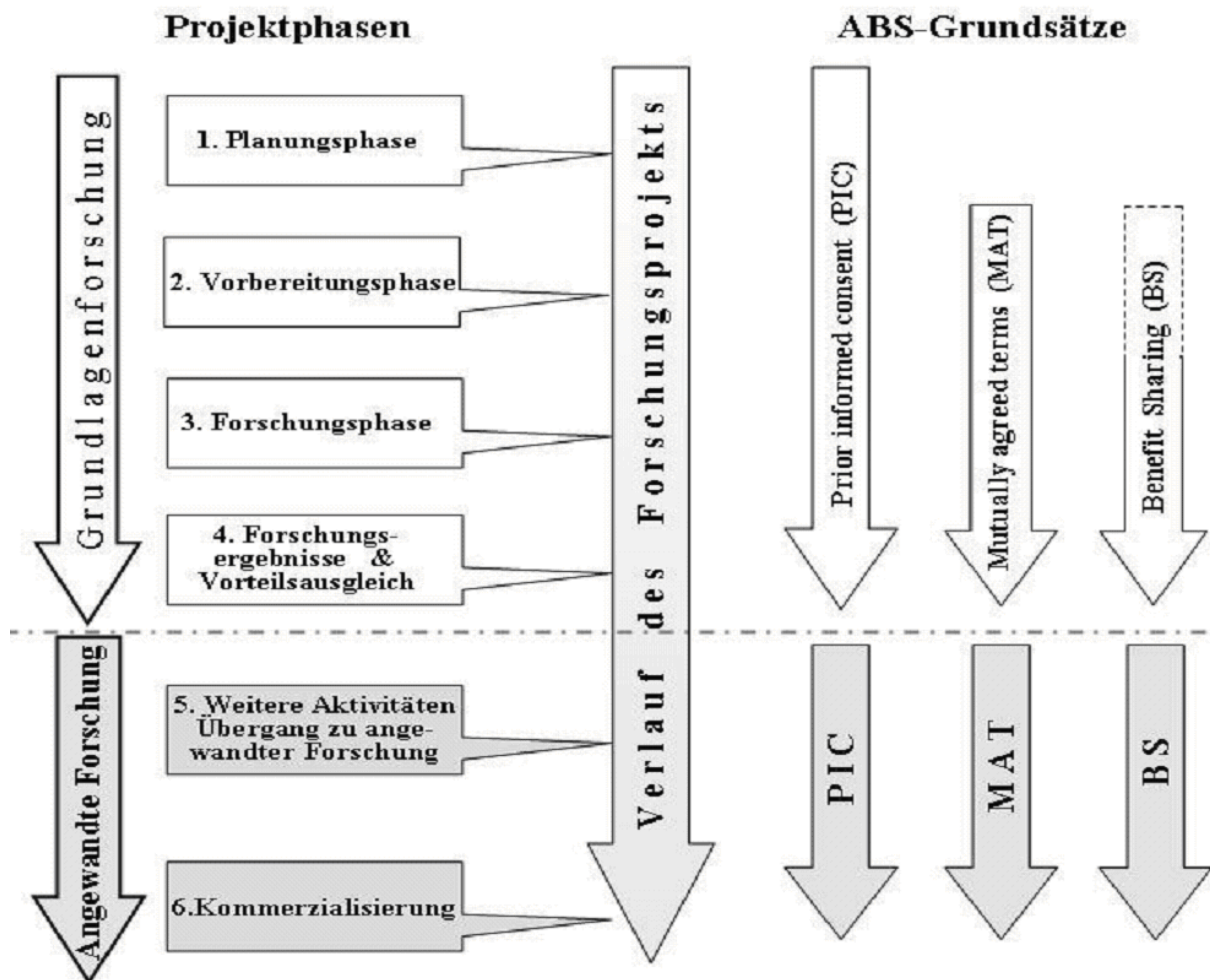 Projektphasen
ABS-Grundsätze
Grundlagenforschung
1. Planungsphase
2. Vorbereitungsphase
3. Forschungsphase
4. Forschungs-
ergebnisse &
Vorteilsausgleich
Verlauf des Forschungsprojekts
Prior informed consent (PIC)
Mutually agreed terms (MAT)
Benefit Sharing (BS)
Angewandte Forschung
5. Weitere Aktivitäten
Übergang zu ange-
wandter Forschung
6.Kommerzialisierung
PIC
MAT
BS